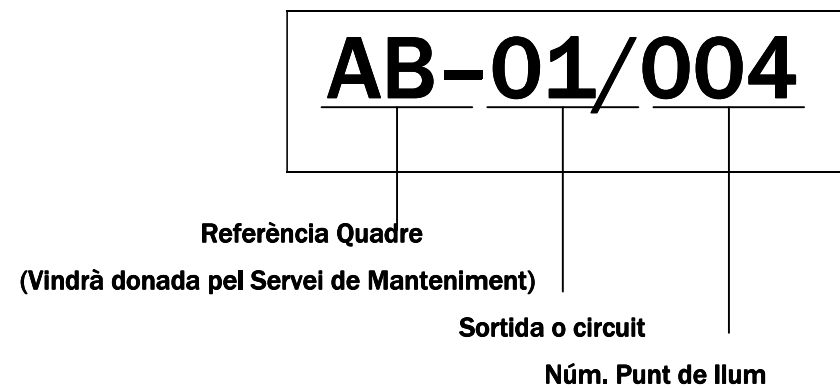 AB–01/004
Referència Quadre
(Vindrà donada pel Servei de Manteniment)
Sortida o circuit
Núm. Punt de llum